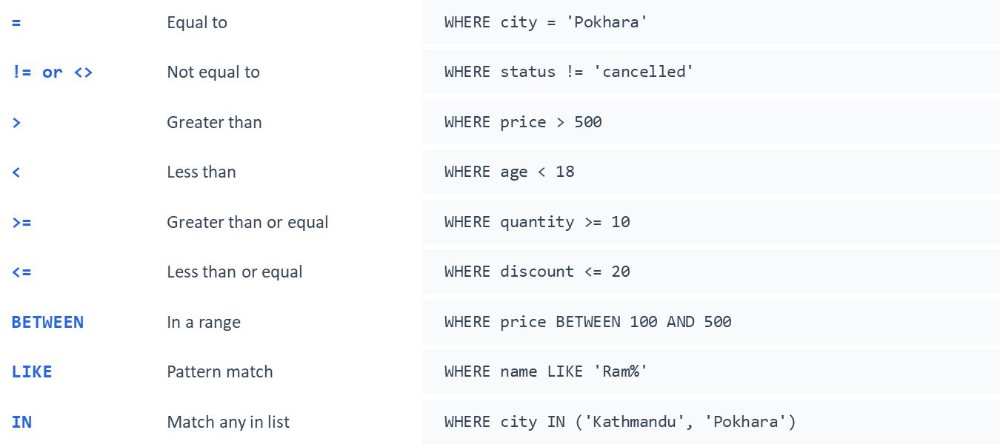 = Equal to WHERE city = 'Pokhara'
!= or <> Not equal to WHERE status != 'cancelled'
> Greater than WHERE price > 500
< Less than WHERE age < 18
>= Greater than or equal WHERE quantity >= 10
<= Less than or equal WHERE discount <= 20
BETWEEN In a range WHERE price BETWEEN 100 AND 500
LIKE Pattern match WHERE name LIKE 'Ram%'
IN Match any in list WHERE city IN ('Kathmandu', 'Pokhara')